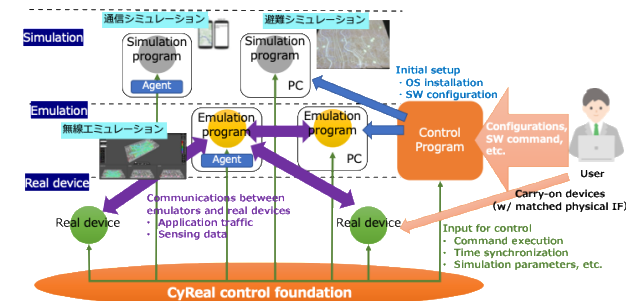 通信シミュレーション
避難シミュレーション
Simulation
Simulation
program
Agent
Simulation
program
PC
Initial setup
・ OS installation
・ SW configuration
Emulation
無線エミュレーション
Emulation
program
Agent
Emulation
program
PC
Control
Program
Configurations,
SW command,
etc.
User
Real device
Carry-on devices
(w/ matched physical IF)
Real device
Communications between
emulators and real devices
・ Application traffic
・ Sensing data
Real device
Input for control
・ Command execution
・ Time synchronization
・ Simulation parameters, etc.
CyReal control foundation